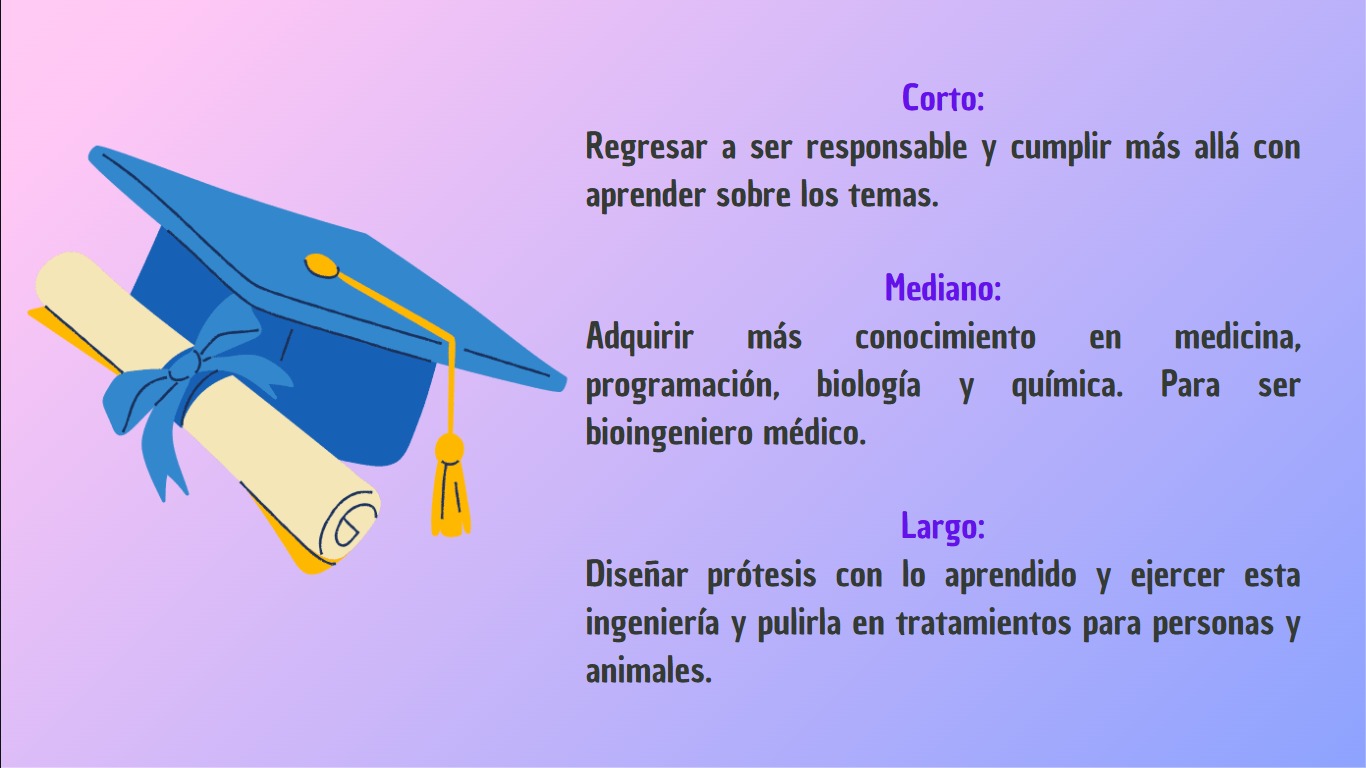 Corto:
Regresar a ser responsable y cumplir más allá con
aprender sobre los temas.
Mediano:
Adquirir más conocimiento en medicina,
programación, biología y química. Para ser
bioingeniero médico.
Largo:
Diseñar prótesis con lo aprendido y ejercer esta
ingeniería y pulirla en tratamientos para personas y
animales.